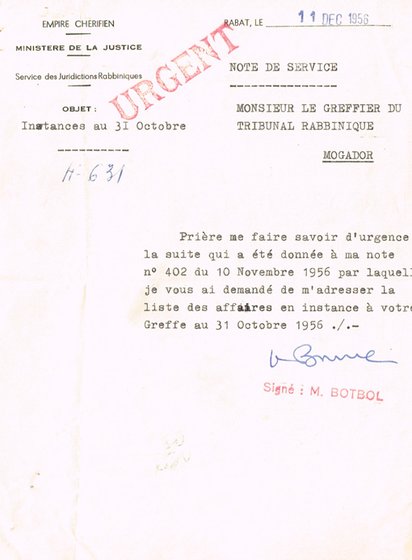 EMPIRE CHERIFIEN
MINISTERE DE LA JUSTICE
Service des Juridictions Rabbiniques
OBJET :
Instances au 31 Octobre
A- 631
URGENT
RABAT, LE 11 DEC 1956
NOTE DE SERVICE
MONSIEUR LE GREFFIER DU
TRIBUNAL RABBINIQUE
MOGADOR
Prière me faire savoir d'urgence
la suite qui a été donnée à ma note
n° 402 du 10 Novembre 1956 par laquell
je vous ai demandé de m'adresser la
liste des affaires en instance à votre
Greffe au 31 Octobre 1956 ./.-
Signé : M. BOTBOL